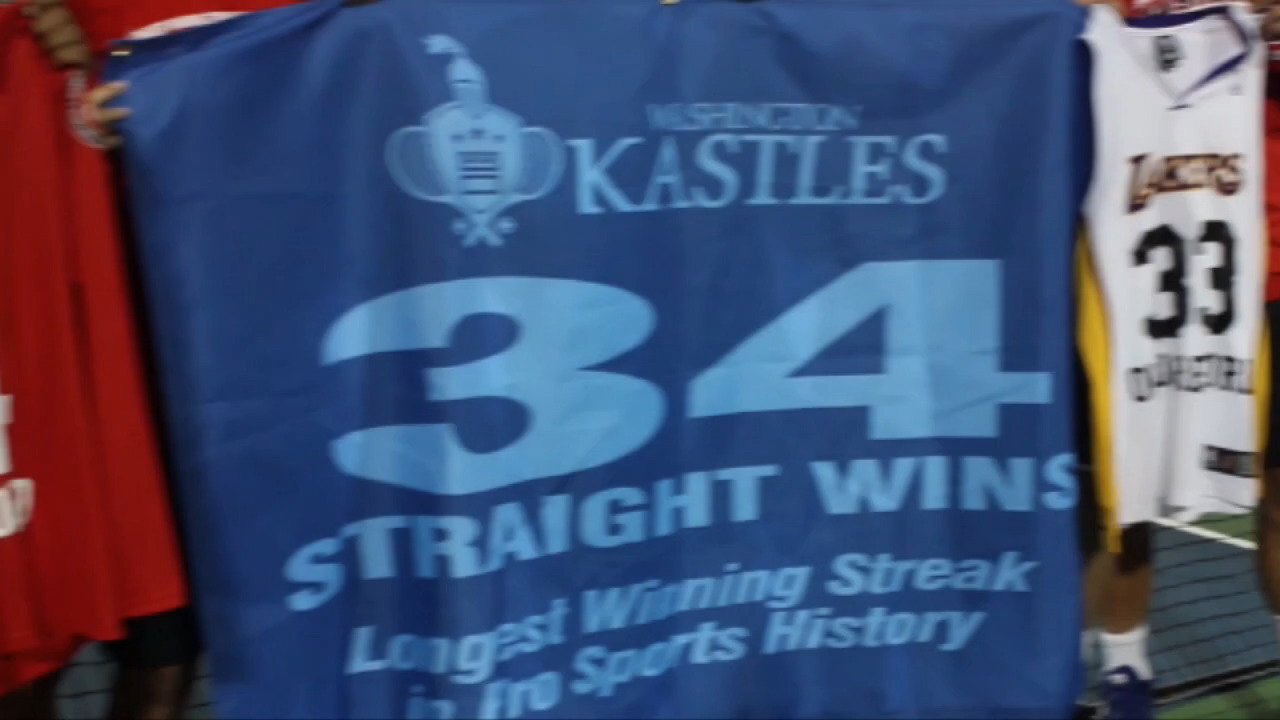 WASHINGTON
KASTLES
34
STRAIGHT WINS
Longest Winning Streak
in Pro Sports History
LAKERS
33